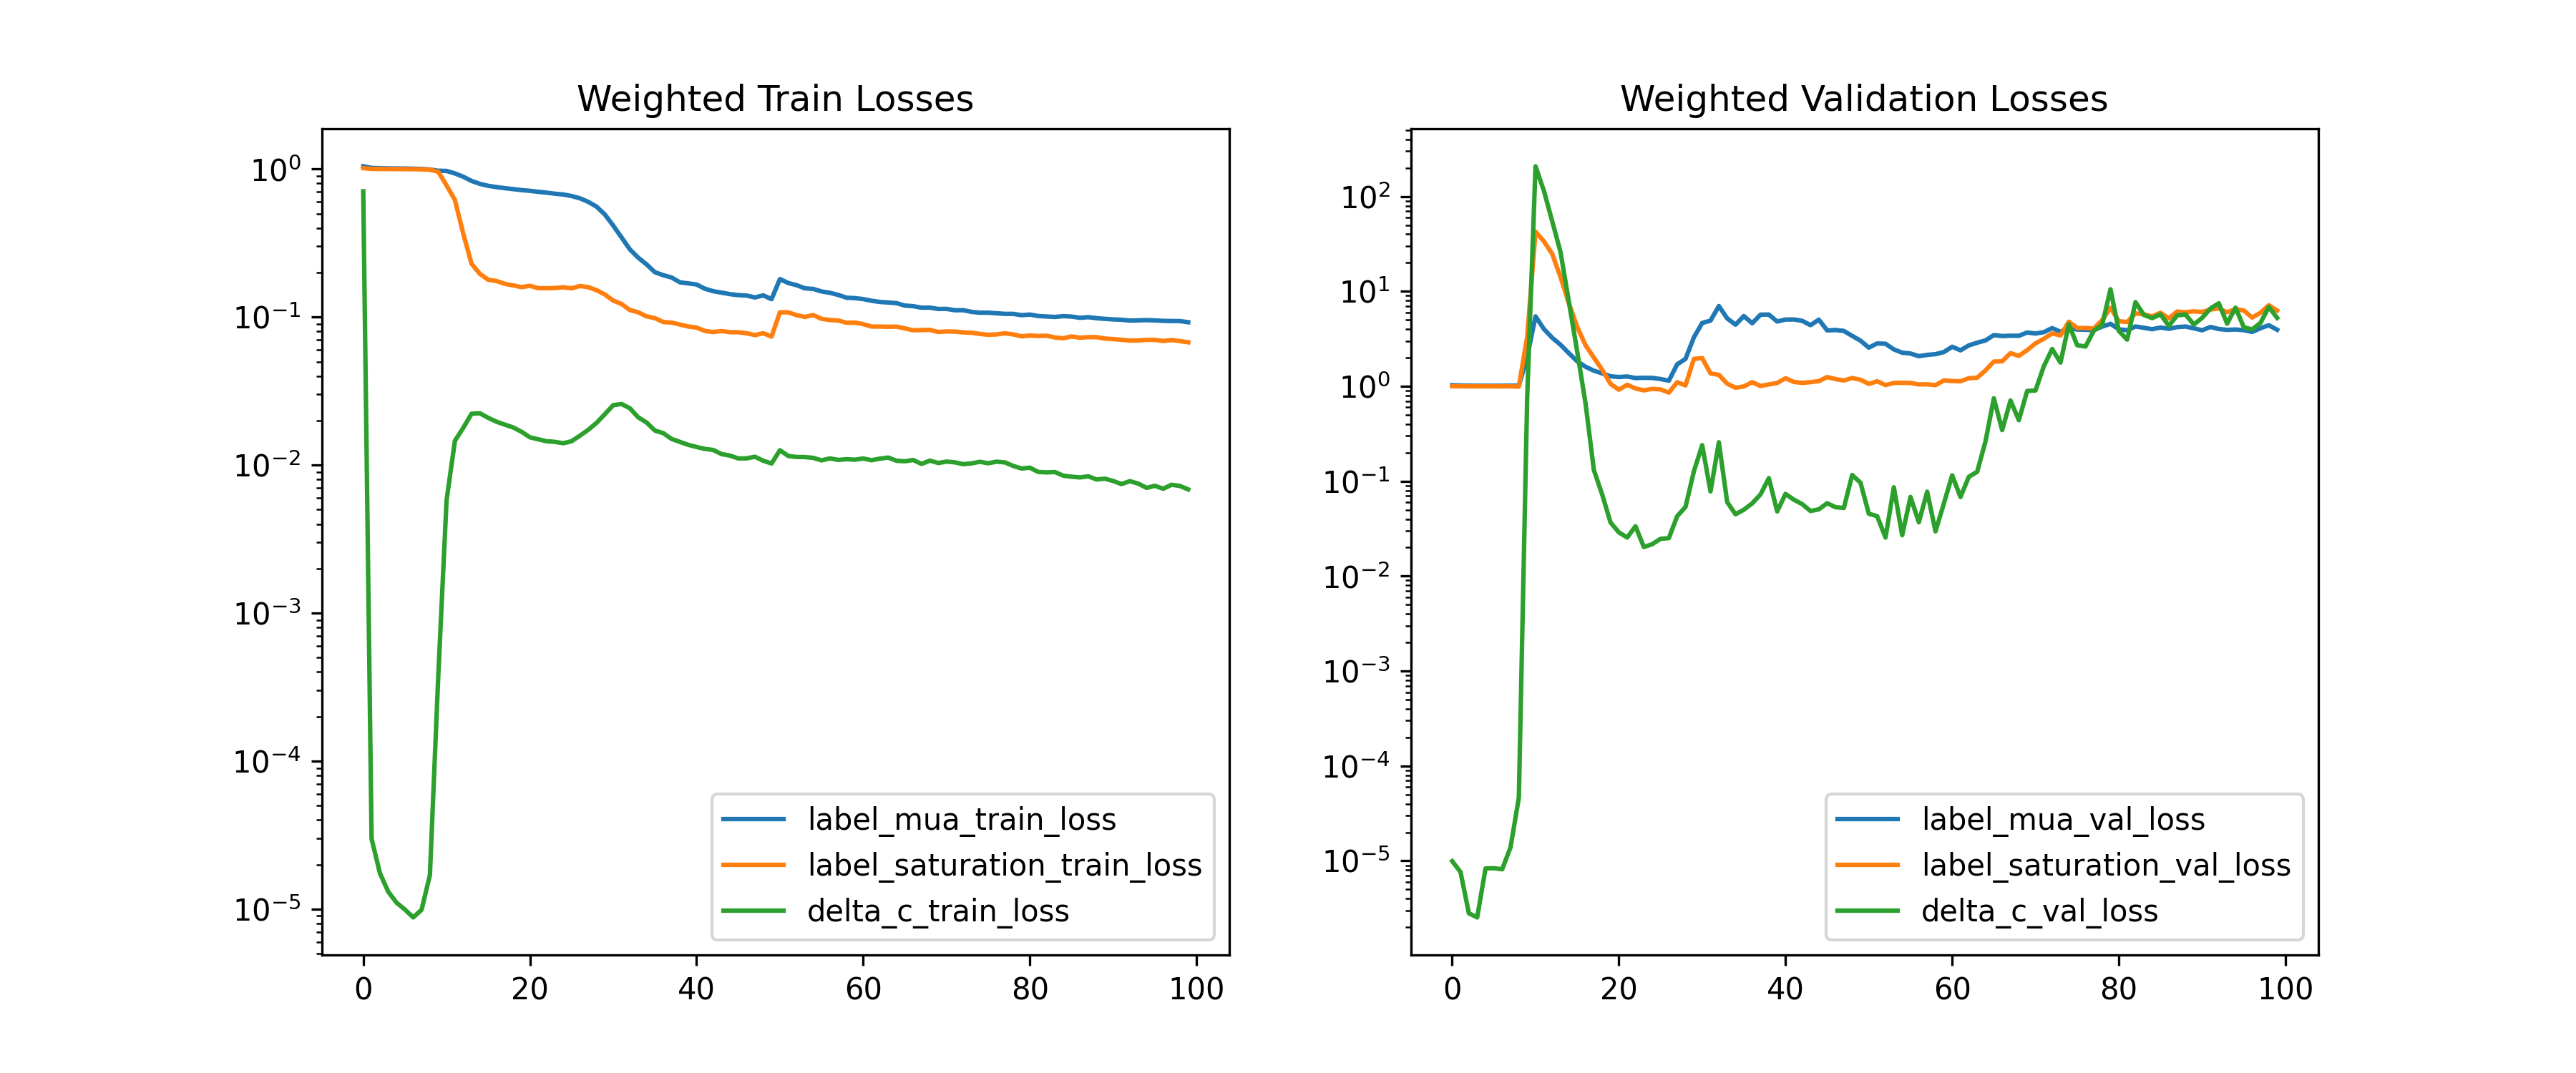 Weighted Train Losses
10⁰
10⁻¹
10⁻²
10⁻³
10⁻⁴
10⁻⁵
0 20 40 60 80 100
label_mua_train_loss
label_saturation_train_loss
delta_c_train_loss
Weighted Validation Losses
10²
10¹
10⁰
10⁻¹
10⁻²
10⁻³
10⁻⁴
10⁻⁵
0 20 40 60 80 100
label_mua_val_loss
label_saturation_val_loss
delta_c_val_loss